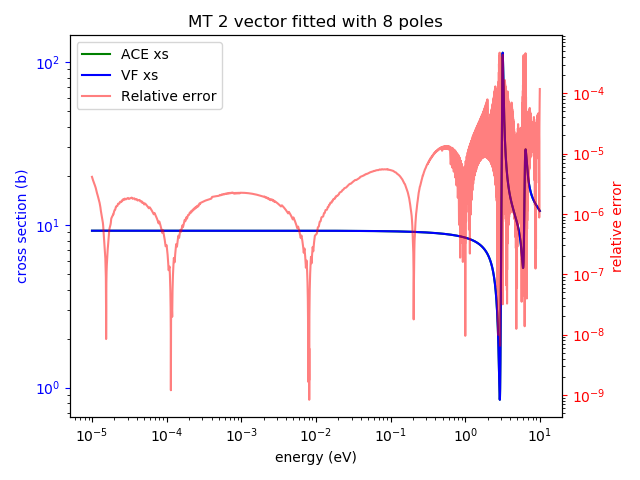 MT 2 vector fitted with 8 poles
ACE xs
VF xs
Relative error
cross section (b)
10²
10¹
10⁰
10⁻⁴
10⁻⁵
10⁻⁶
10⁻⁷
10⁻⁸
10⁻⁹
relative error
10⁻⁵ 10⁻⁴ 10⁻³ 10⁻² 10⁻¹ 10⁰ 10¹
energy (eV)